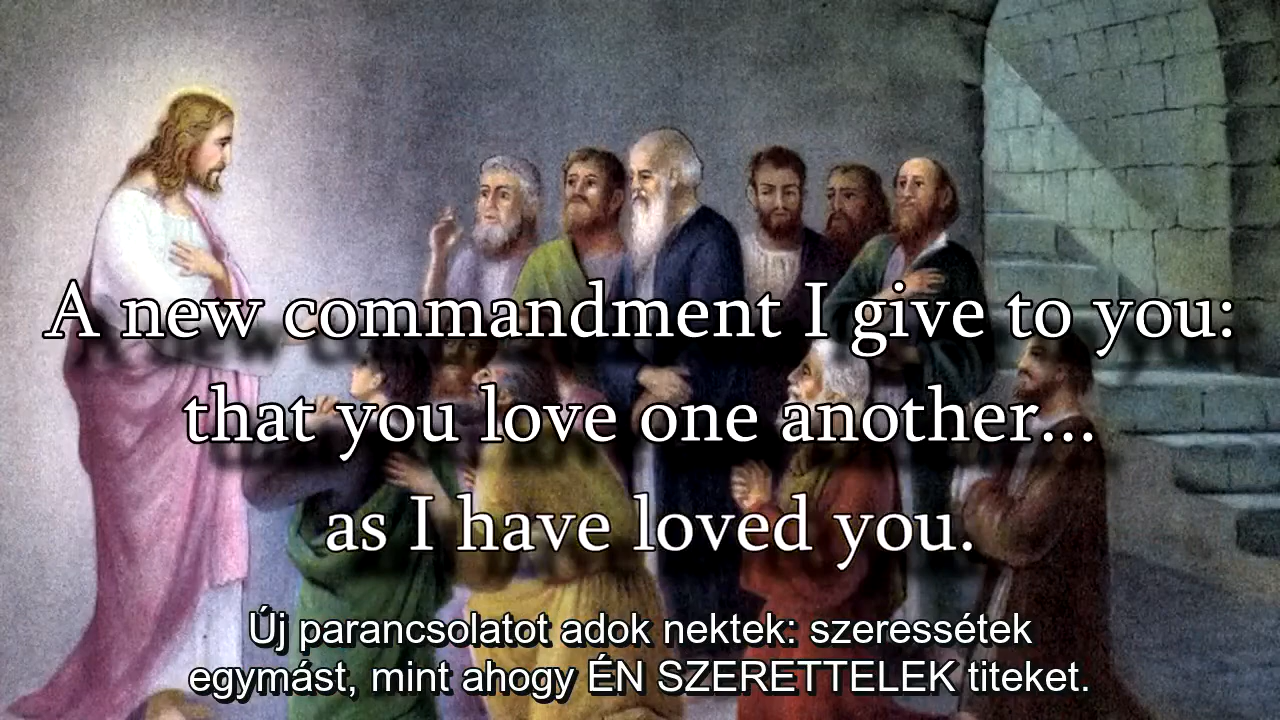 A new commandment I give to you:
that you love one another...
as I have loved you.
Új parancsolatot adok nektek: szeressétek
egymást, mint ahogy ÉN SZERETTELEK titeket.